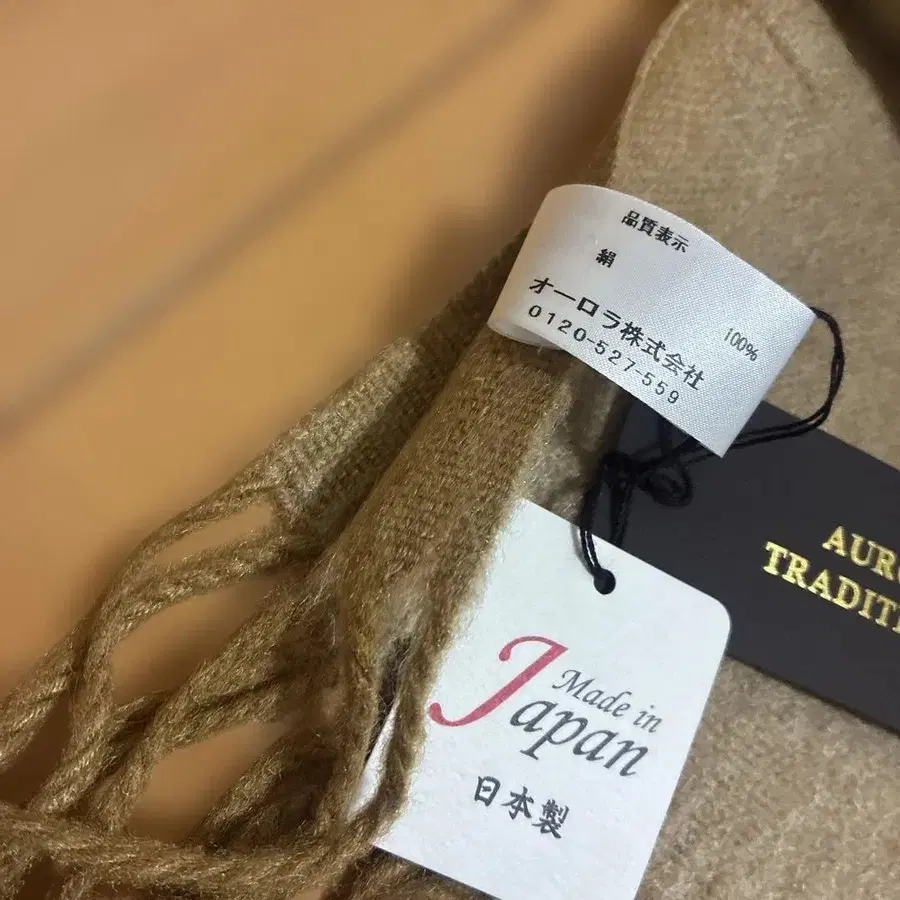 品質表示
絹 100%
オーロラ株式会社
0120-527-559
AUR
TRADIT
Made in
Japan
日本製